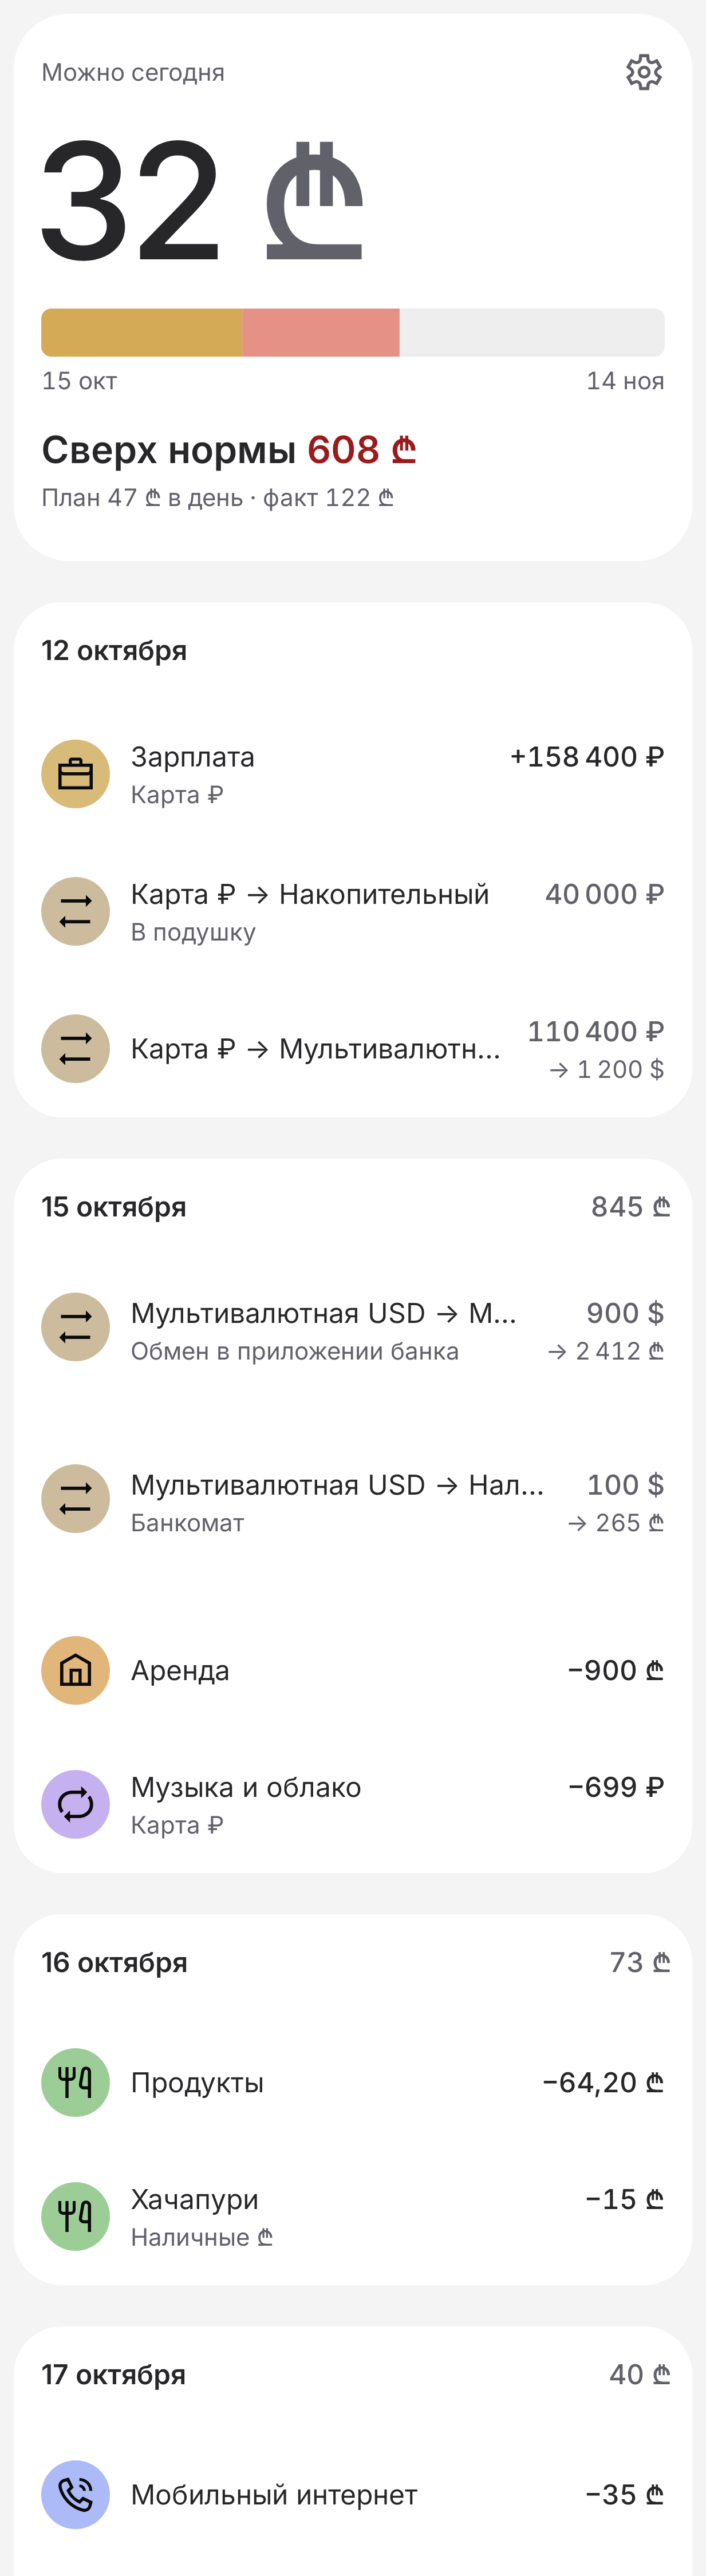 Можно сегодня
32 ₾
15 окт 14 ноя
Сверх нормы 608 ₾
План 47 ₾ в день · факт 122 ₾
12 октября
Зарплата +158 400 ₽
Карта ₽
Карта ₽ → Накопительный 40 000 ₽
В подушку
Карта ₽ → Мультивалютн... 110 400 ₽
→ 1 200 $
15 октября 845 ₾
Мультивалютная USD → М... 900 $
Обмен в приложении банка → 2 412 ₾
Мультивалютная USD → Нал... 100 $
Банкомат → 265 ₾
Аренда −900 ₾
Музыка и облако −699 ₽
Карта ₽
16 октября 73 ₾
Продукты −64,20 ₾
Хачапури −15 ₾
Наличные ₾
17 октября 40 ₾
Мобильный интернет −35 ₾